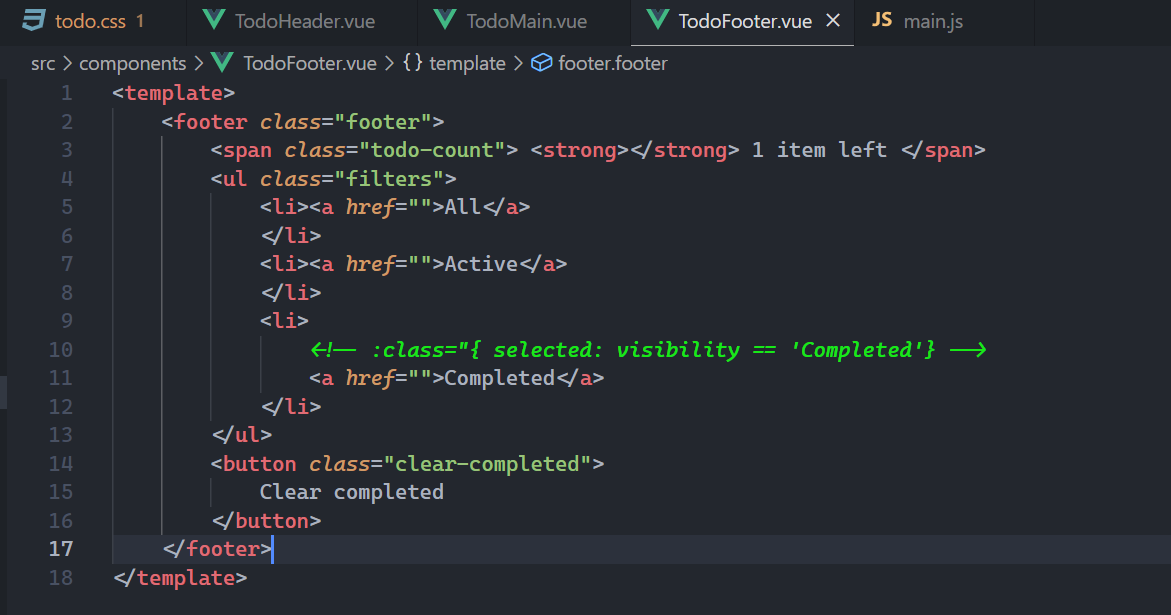 todo.css 1 TodoHeader.vue TodoMain.vue TodoFooter.vue × JS main.js
src > components > TodoFooter.vue > {} template > footer.footer
1 <template>
2 <footer class="footer">
3 <span class="todo-count"> <strong></strong> 1 item left </span>
4 <ul class="filters">
5 <li><a href="">All</a>
6 </li>
7 <li><a href="">Active</a>
8 </li>
9 <li>
10 <!-- :class="{ selected: visibility == 'Completed'} -->
11 <a href="">Completed</a>
12 </li>
13 </ul>
14 <button class="clear-completed">
15 Clear completed
16 </button>
17 </footer>
18 </template>